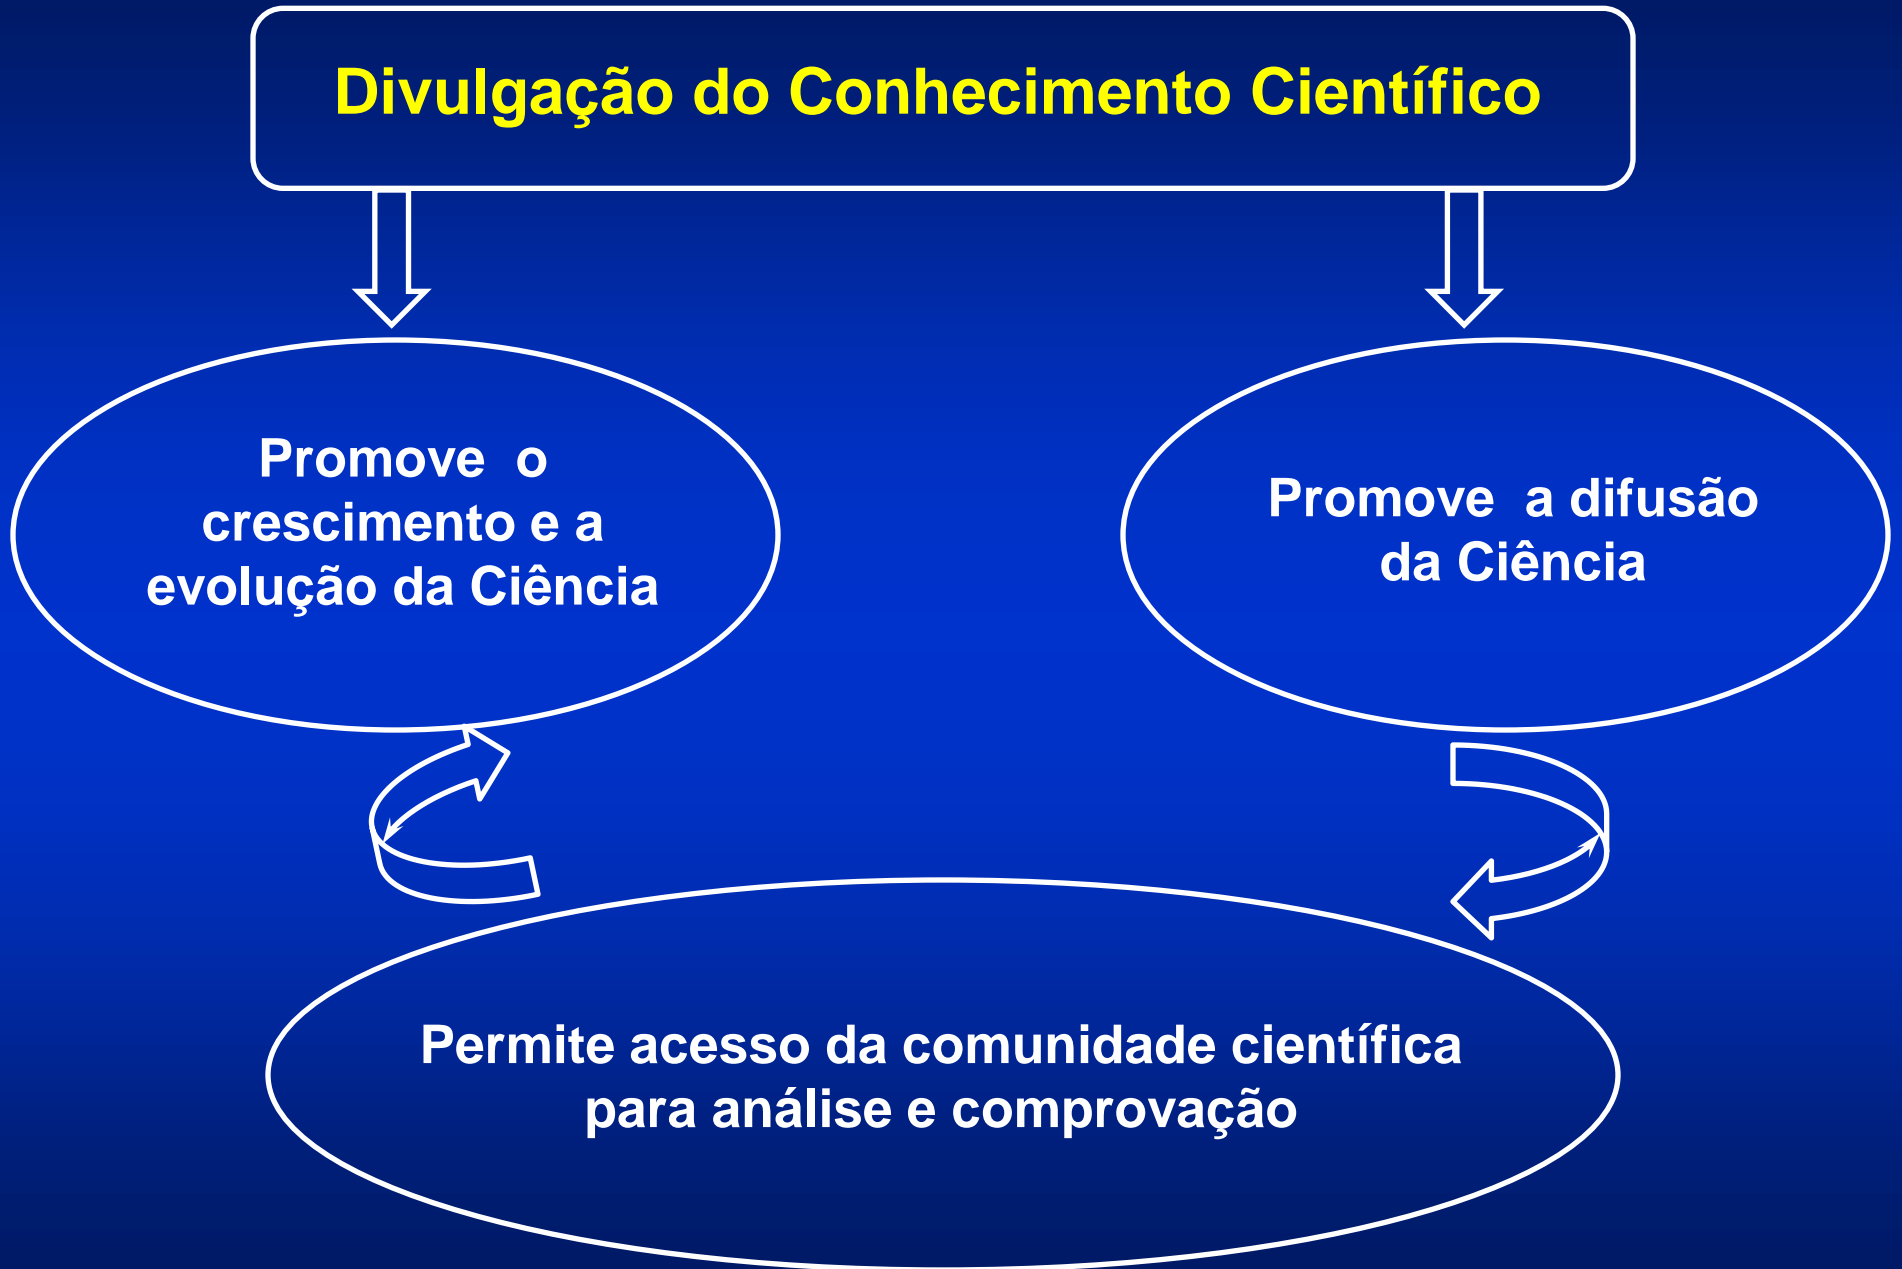 Divulgação do Conhecimento Científico
Promove o
crescimento e a
evolução da Ciência
Promove a difusão
da Ciência
Permite acesso da comunidade científica
para análise e comprovação